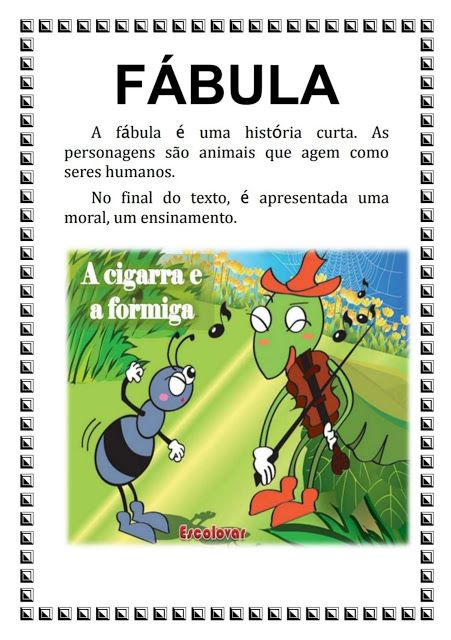 FÁBULA
A fábula é uma história curta. As
personagens são animais que agem como
seres humanos.
No final do texto, é apresentada uma
moral, um ensinamento.
A cigarra e
a formiga
Escolovar